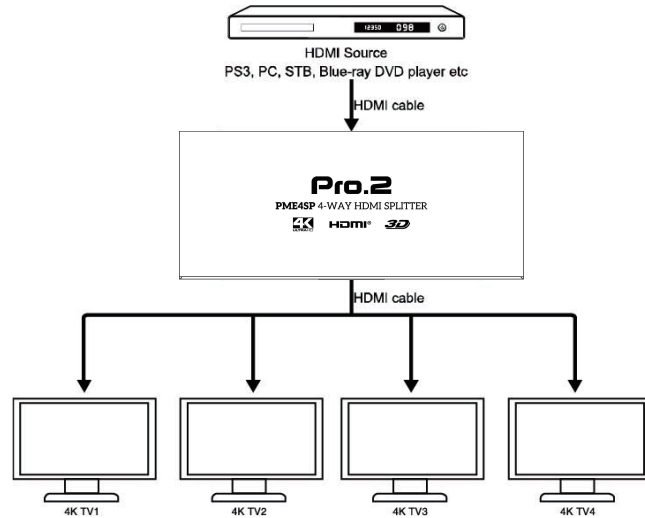 12350 098
HDMI Source
PS3, PC, STB, Blue-ray DVD player etc
HDMI cable
Pro.2
PME4SP 4-WAY HDMI SPLITTER
4K HDMI® 3D
HDMI cable
4K TV1 4K TV2 4K TV3 4K TV4